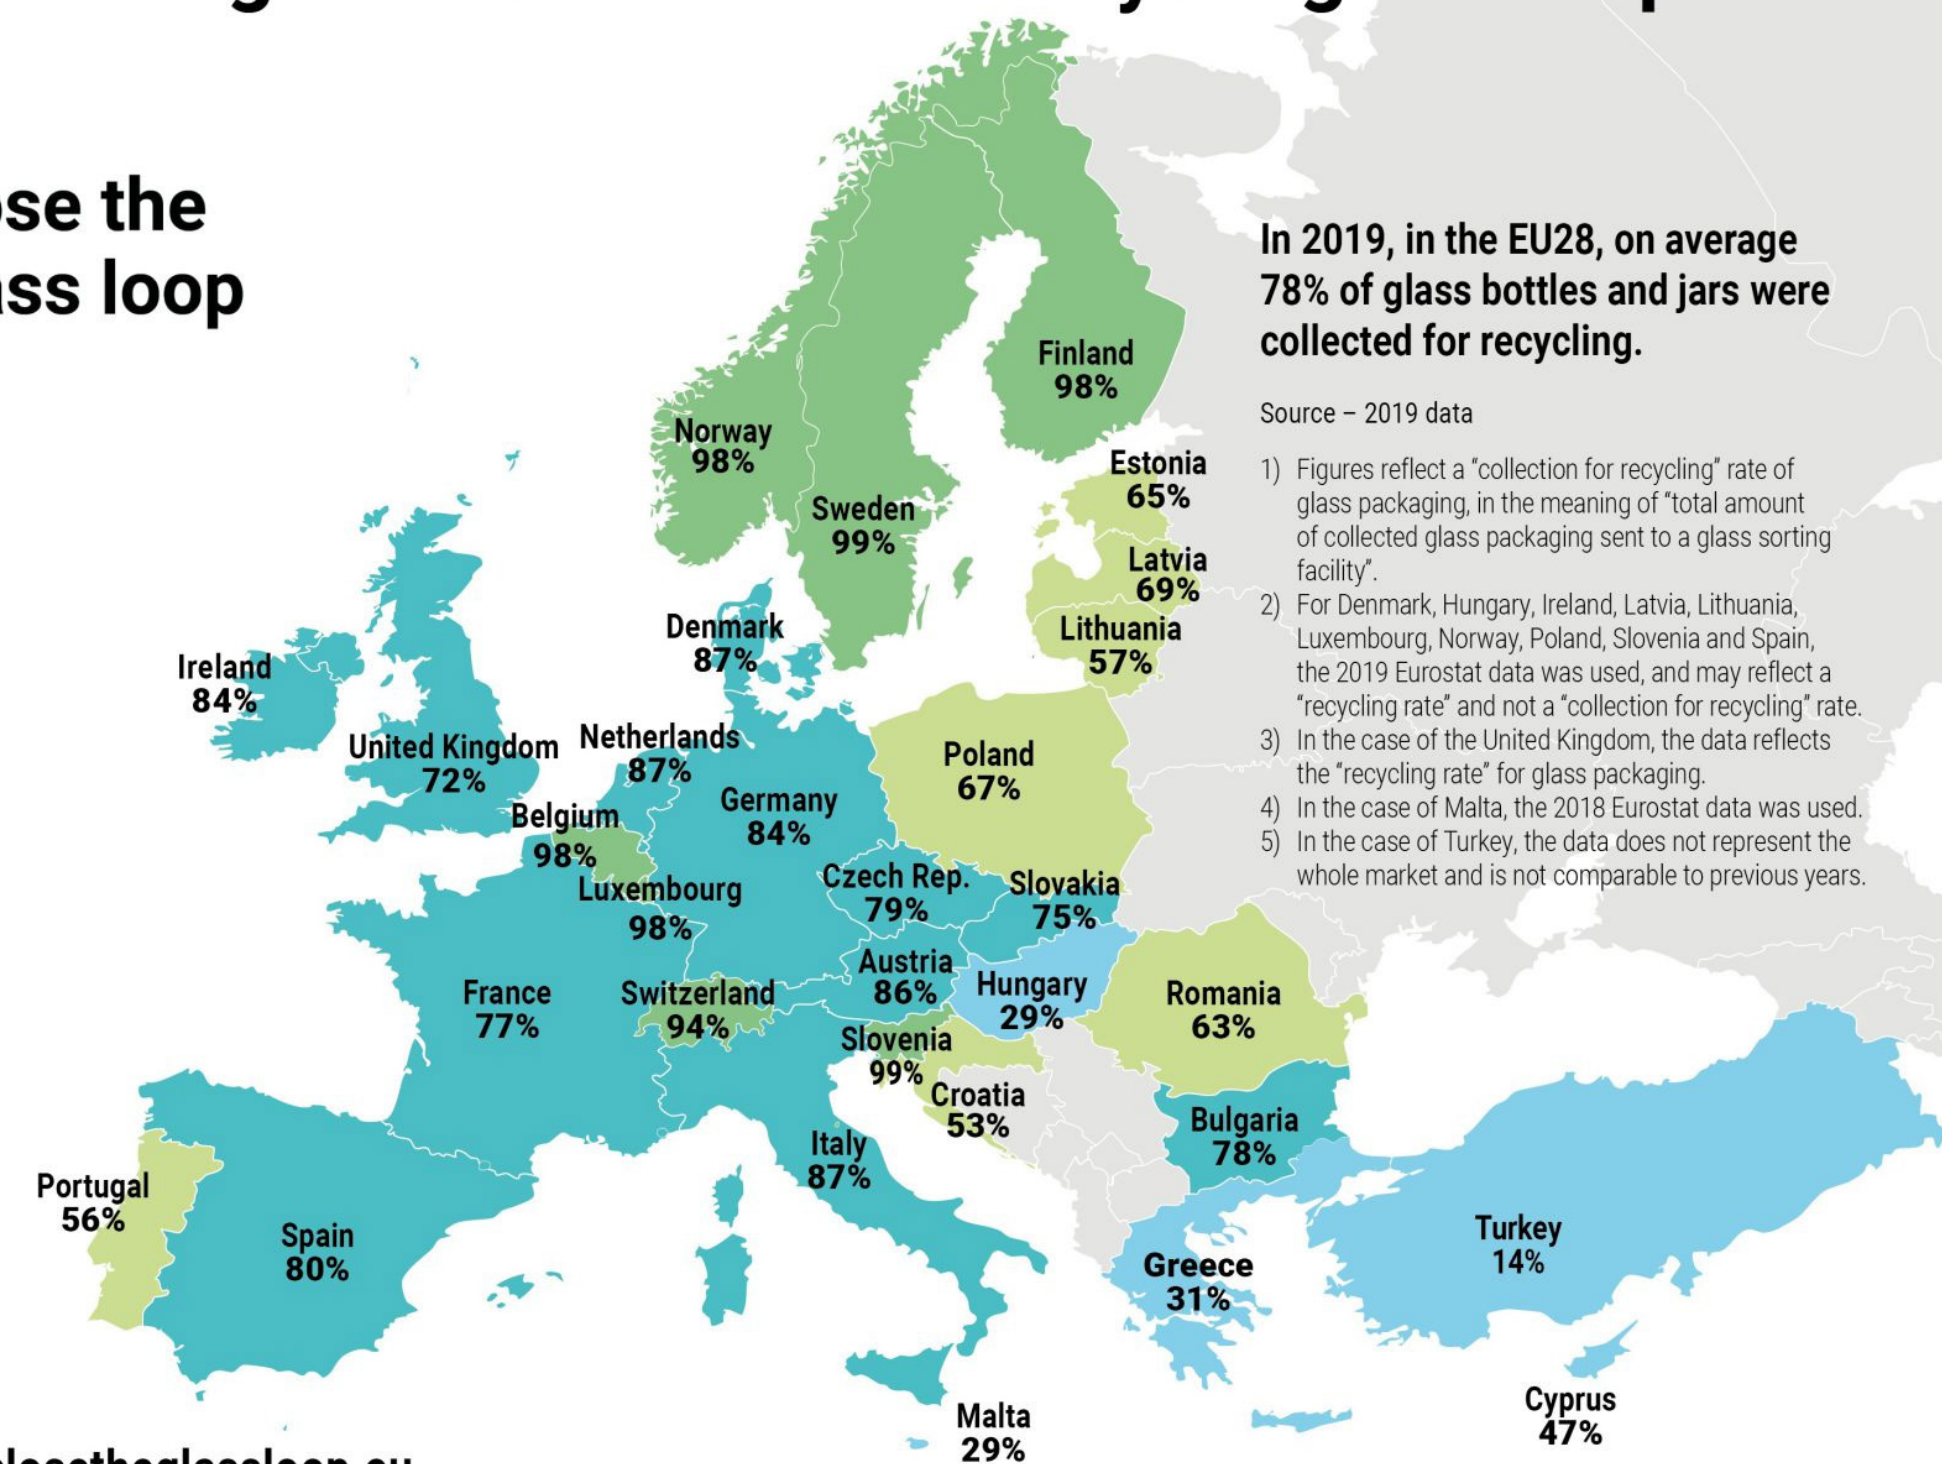 se the
ss loop
In 2019, in the EU28, on average
78% of glass bottles and jars were
collected for recycling.
Source – 2019 data
1) Figures reflect a “collection for recycling” rate of
glass packaging, in the meaning of “total amount
of collected glass packaging sent to a glass sorting
facility”.
2) For Denmark, Hungary, Ireland, Latvia, Lithuania,
Luxembourg, Norway, Poland, Slovenia and Spain,
the 2019 Eurostat data was used, and may reflect a
“recycling rate” and not a “collection for recycling” rate.
3) In the case of the United Kingdom, the data reflects
the “recycling rate” for glass packaging.
4) In the case of Malta, the 2018 Eurostat data was used.
5) In the case of Turkey, the data does not represent the
whole market and is not comparable to previous years.
Finland
98%
Norway
98%
Sweden
99%
Estonia
65%
Latvia
69%
Lithuania
57%
Denmark
87%
Ireland
84%
United Kingdom
72%
Netherlands
87%
Belgium
98%
Luxembourg
98%
Germany
84%
Poland
67%
Czech Rep.
79%
Slovakia
75%
Austria
86%
Hungary
29%
Romania
63%
France
77%
Switzerland
94%
Slovenia
99%
Croatia
53%
Italy
87%
Bulgaria
78%
Portugal
56%
Spain
80%
Greece
31%
Turkey
14%
Malta
29%
Cyprus
47%